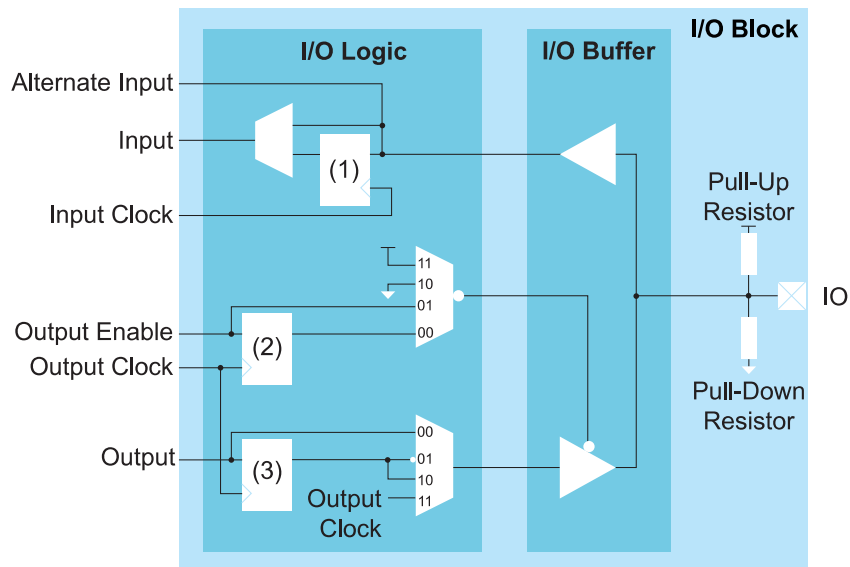 I/O Block
I/O Logic
I/O Buffer
Alternate Input
Input
(1)
Input Clock
Pull-Up
Resistor
11
10
01
00
IO
Output Enable
(2)
Output Clock
Pull-Down
Resistor
00
Output
01
(3)
10
11
Output
Clock